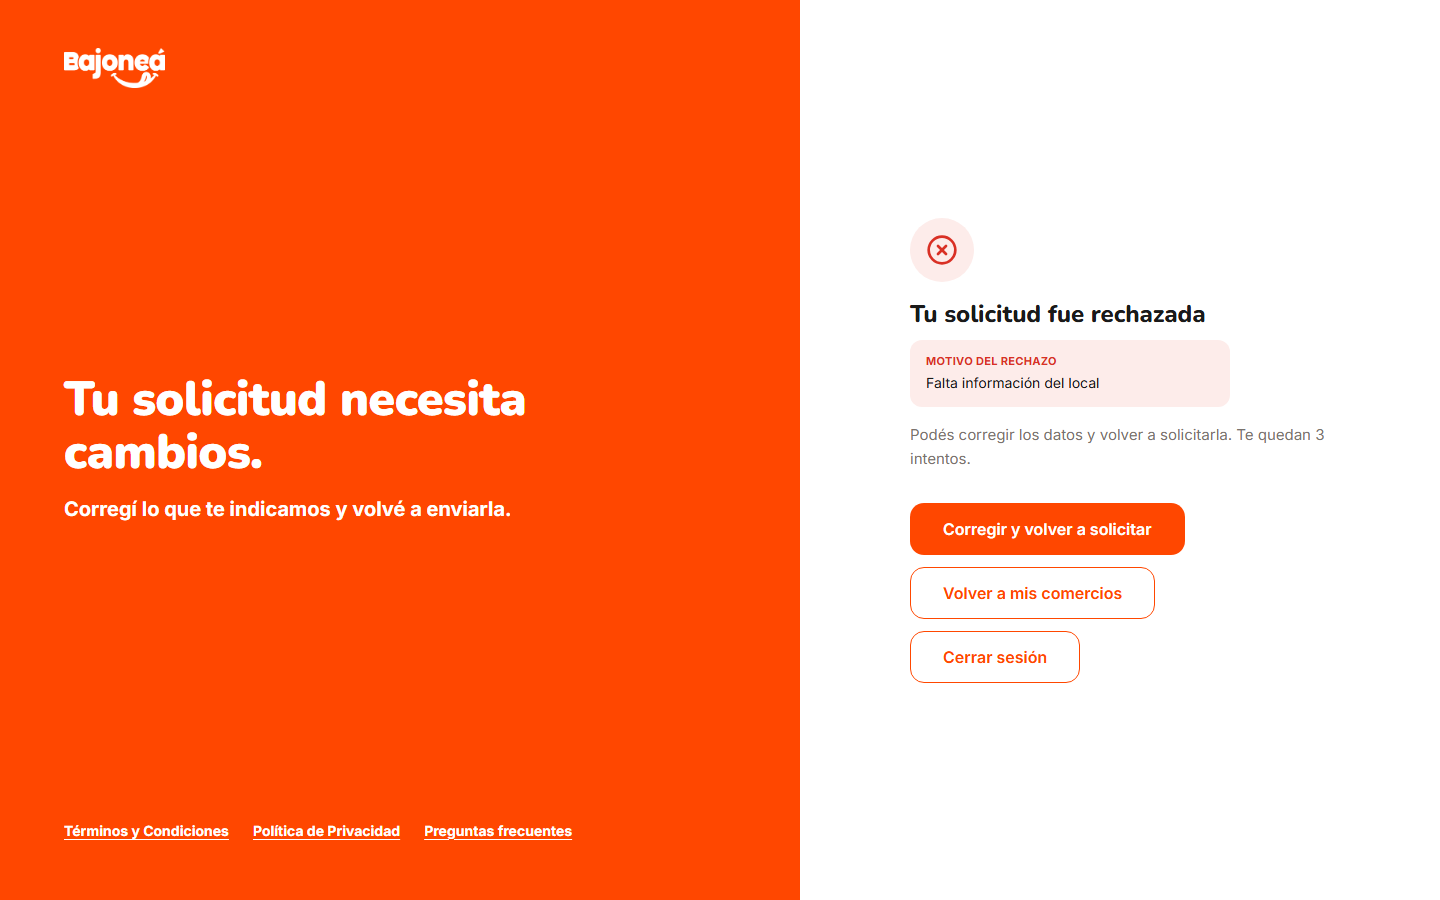 Bajoneá
Tu solicitud necesita
cambios.
Corregí lo que te indicamos y volvé a enviarla.
Términos y Condiciones Política de Privacidad Preguntas frecuentes
Tu solicitud fue rechazada
MOTIVO DEL RECHAZO
Falta información del local
Podés corregir los datos y volver a solicitarla. Te quedan 3
intentos.
Corregir y volver a solicitar
Volver a mis comercios
Cerrar sesión